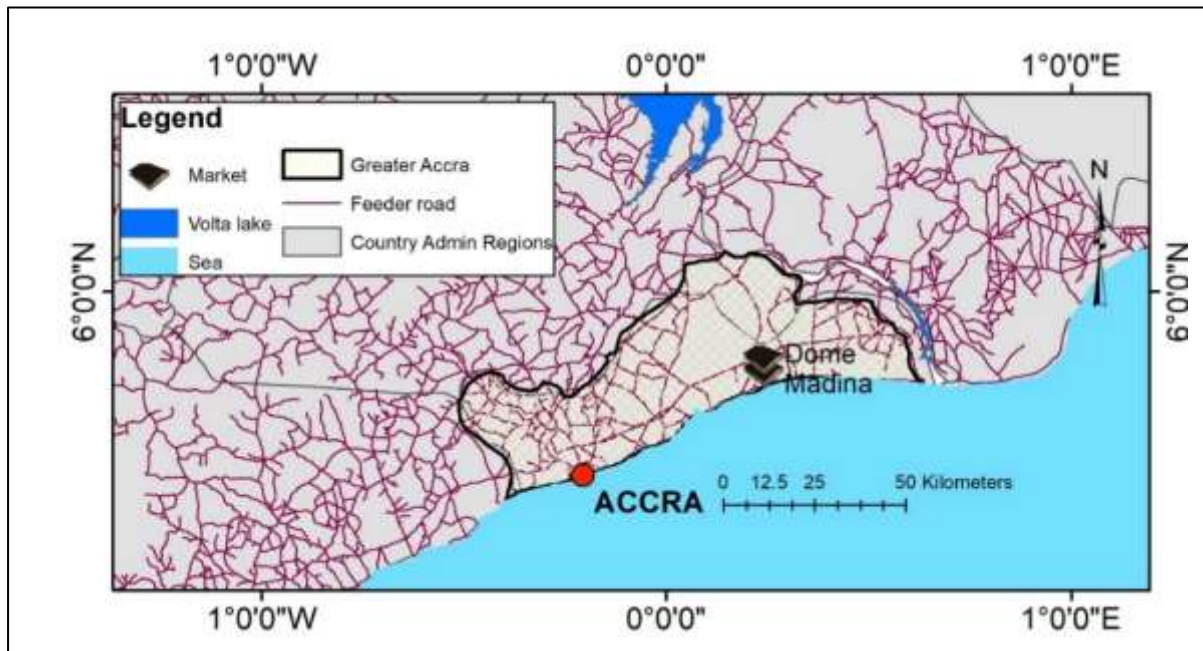 1°0'0"W 0°0'0" 1°0'0"E
Legend
Market
Volta lake
Sea
Greater Accra
Feeder road
Country Admin Regions
N
6°0'0"N
6°0'0"N
Dome
Madina
ACCRA
0 12.5 25 50 Kilometers
1°0'0"W 0°0'0" 1°0'0"E